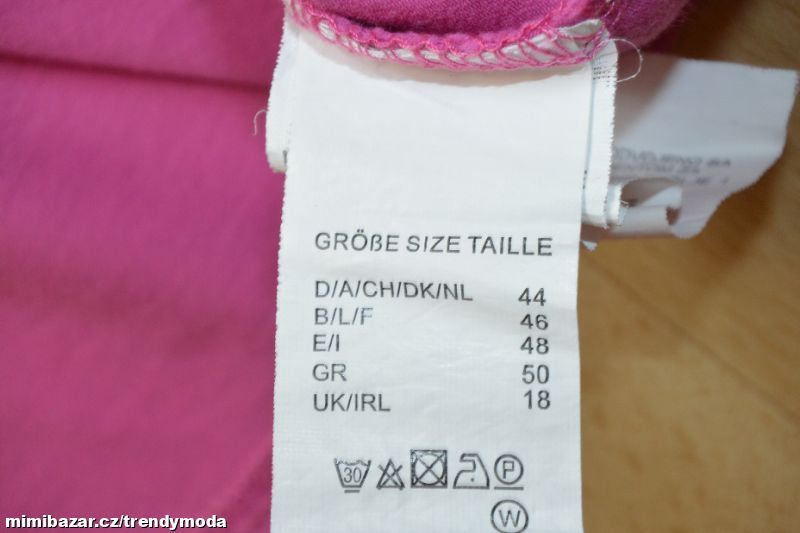 GRÖßE SIZE TAILLE
D/A/CH/DK/NL 44
B/L/F 46
E/I 48
GR 50
UK/IRL 18
30 P
W
mimibazar.cz/trendymoda